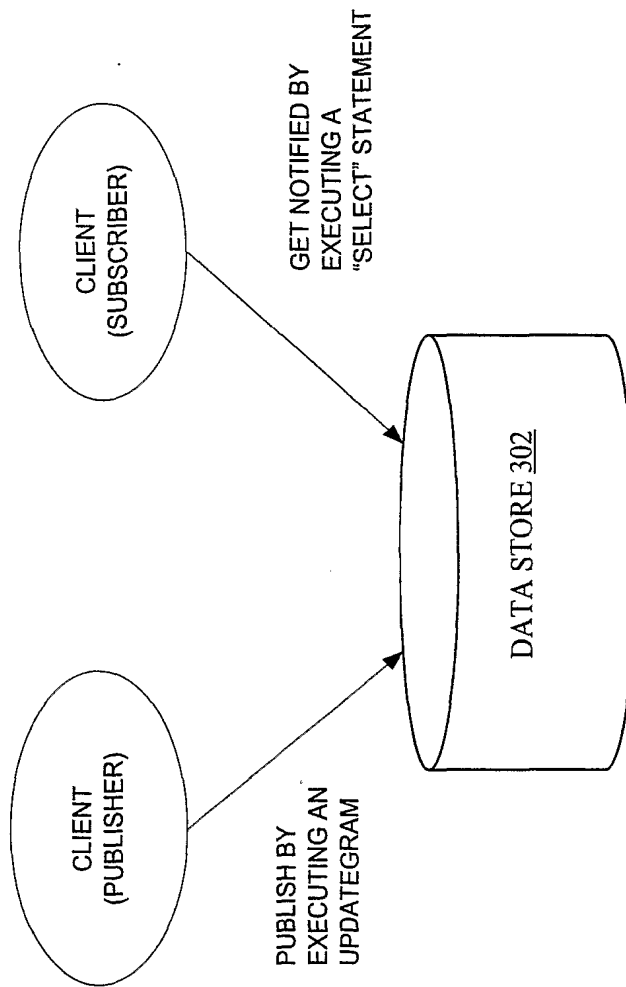 CLIENT
(PUBLISHER)
CLIENT
(SUBSCRIBER)
PUBLISH BY
EXECUTING AN
UPDATEGRAM
GET NOTIFIED BY
EXECUTING A
“SELECT” STATEMENT
DATA STORE 302